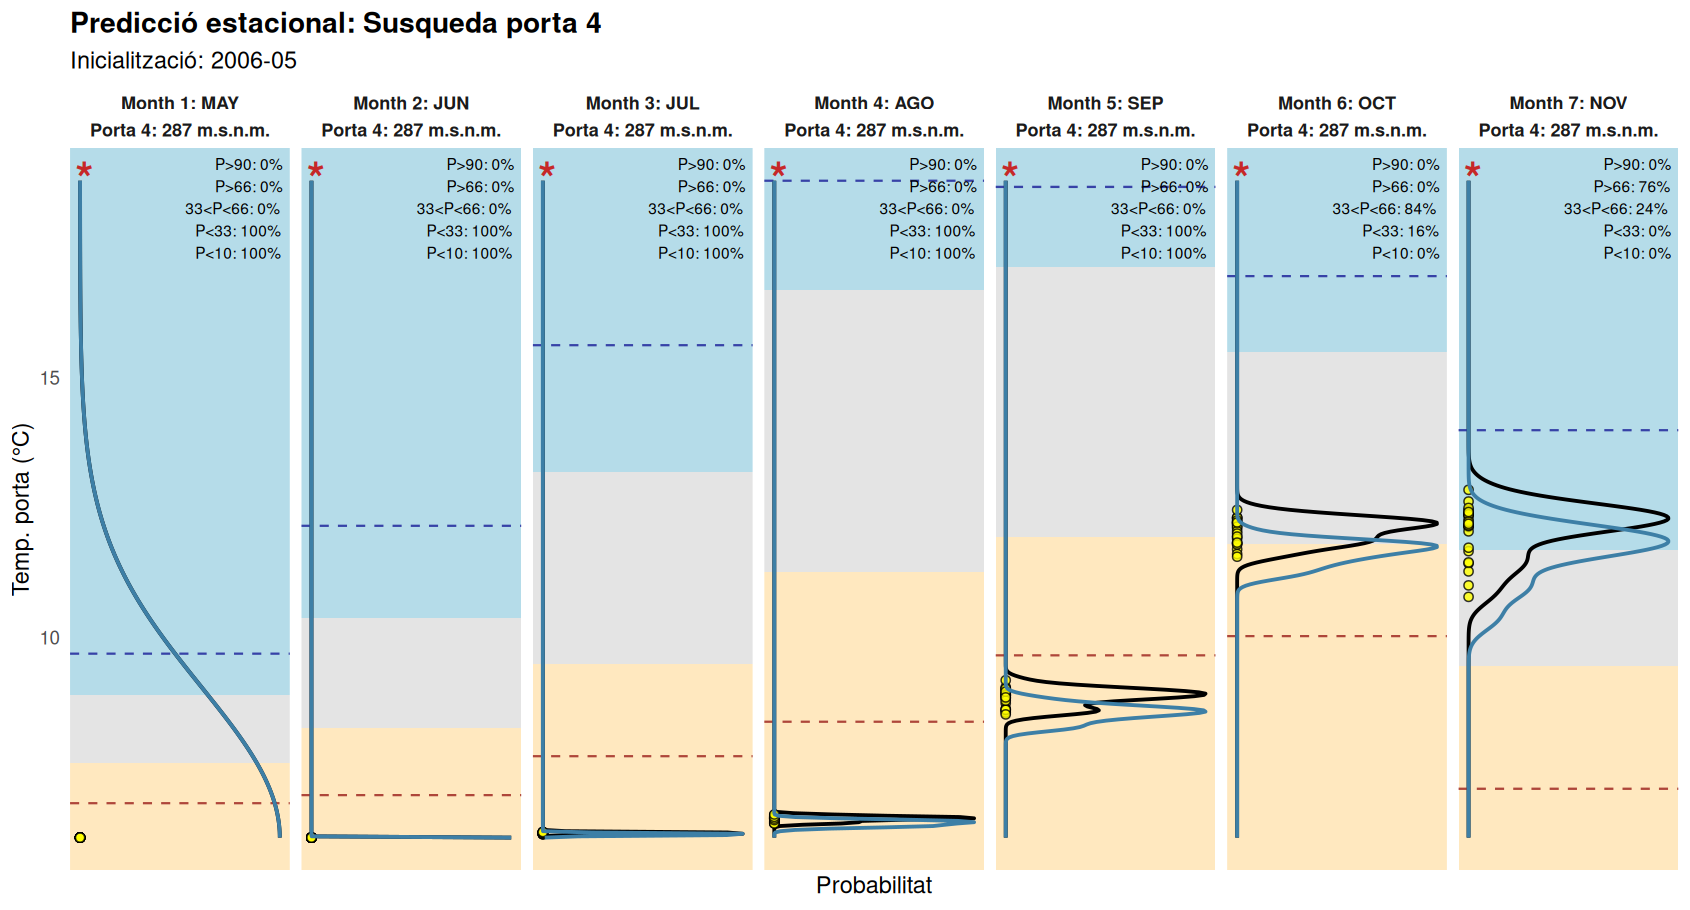 Predicció estacional: Susqueda porta 4
Inicialització: 2006-05
Month 1: MAY
Porta 4: 287 m.s.n.m.
Month 2: JUN
Porta 4: 287 m.s.n.m.
Month 3: JUL
Porta 4: 287 m.s.n.m.
Month 4: AGO
Porta 4: 287 m.s.n.m.
Month 5: SEP
Porta 4: 287 m.s.n.m.
Month 6: OCT
Porta 4: 287 m.s.n.m.
Month 7: NOV
Porta 4: 287 m.s.n.m.
*
P>90: 0%
P>66: 0%
33<P<66: 0%
P<33: 100%
P<10: 100%
*
P>90: 0%
P>66: 0%
33<P<66: 0%
P<33: 100%
P<10: 100%
*
P>90: 0%
P>66: 0%
33<P<66: 0%
P<33: 100%
P<10: 100%
*
P>90: 0%
P>66: 0%
33<P<66: 0%
P<33: 100%
P<10: 100%
*
P>90: 0%
P>66: 0%
33<P<66: 0%
P<33: 100%
P<10: 100%
*
P>90: 0%
P>66: 0%
33<P<66: 84%
P<33: 16%
P<10: 0%
*
P>90: 0%
P>66: 76%
33<P<66: 24%
P<33: 0%
P<10: 0%
15
10
Temp. porta (°C)
Probabilitat